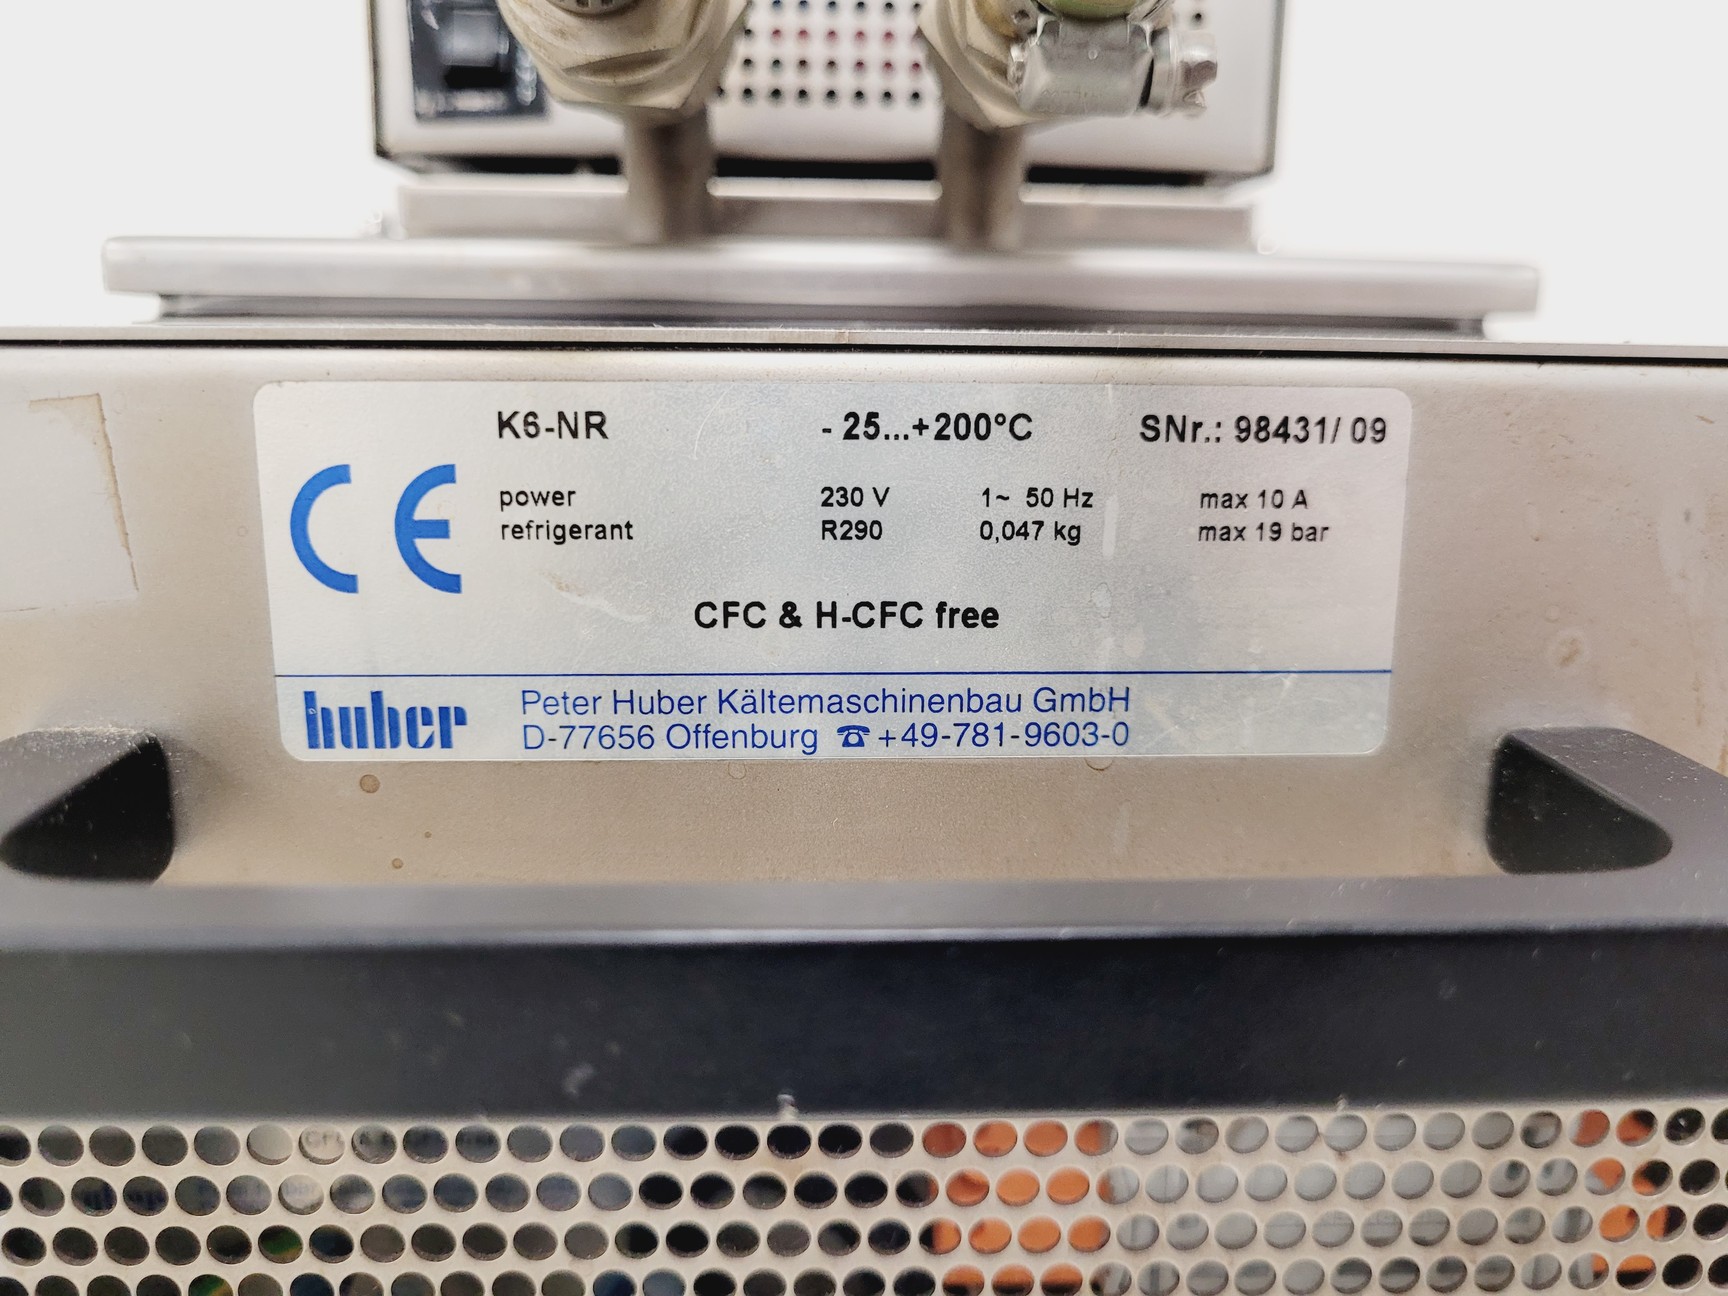 K6-NR - 25...+200°C SNr.: 98431/ 09
power 230 V 1~ 50 Hz max 10 A
refrigerant R290 0,047 kg max 19 bar
CE
CFC & H-CFC free
huber
Peter Huber Kältemaschinenbau GmbH
D-77656 Offenburg ☎ +49-781-9603-0